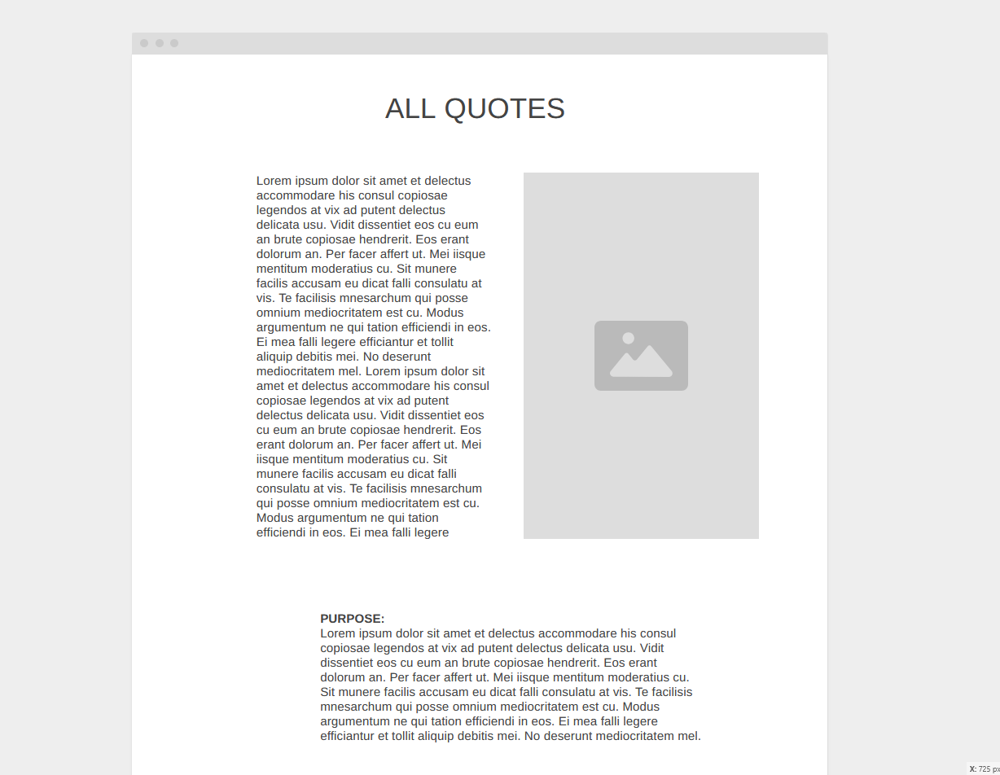 ALL QUOTES
Lorem ipsum dolor sit amet et delectus
accommodare his consul copiosae
legendos at vix ad putent delectus
delicata usu. Vidit dissentiet eos cu eum
an brute copiosae hendrerit. Eos erant
dolorum an. Per facer affert ut. Mei iisque
mentitum moderatius cu. Sit munere
facilis accusam eu dicat falli consulatu at
vis. Te facilisis mnesarchum qui posse
omnium mediocritatem est cu. Modus
argumentum ne qui tation efficiendi in eos.
Ei mea falli legere efficiantur et tollit
aliquip debitis mei. No deserunt
mediocritatem mel. Lorem ipsum dolor sit
amet et delectus accommodare his consul
copiosae legendos at vix ad putent
delectus delicata usu. Vidit dissentiet eos
cu eum an brute copiosae hendrerit. Eos
erant dolorum an. Per facer affert ut. Mei
iisque mentitum moderatius cu. Sit
munere facilis accusam eu dicat falli
consulatu at vis. Te facilisis mnesarchum
qui posse omnium mediocritatem est cu.
Modus argumentum ne qui tation
efficiendi in eos. Ei mea falli legere
PURPOSE:
Lorem ipsum dolor sit amet et delectus accommodare his consul
copiosae legendos at vix ad putent delectus delicata usu. Vidit
dissentiet eos cu eum an brute copiosae hendrerit. Eos erant
dolorum an. Per facer affert ut. Mei iisque mentitum moderatius cu.
Sit munere facilis accusam eu dicat falli consulatu at vis. Te facilisis
mnesarchum qui posse omnium mediocritatem est cu. Modus
argumentum ne qui tation efficiendi in eos. Ei mea falli legere
efficiantur et tollit aliquip debitis mei. No deserunt mediocritatem mel.
X: 725 px